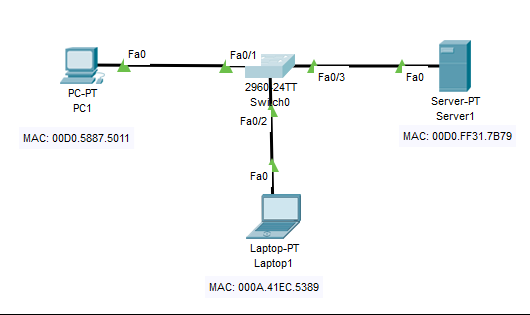 Fa0
Fa0/1
2960-24TT
Switch0
Fa0/3
Fa0
PC-PT
PC1
MAC: 00D0.5887.5011
Server-PT
Server1
MAC: 00D0.FF31.7B79
Fa0/2
Fa0
Laptop-PT
Laptop1
MAC: 000A.41EC.5389